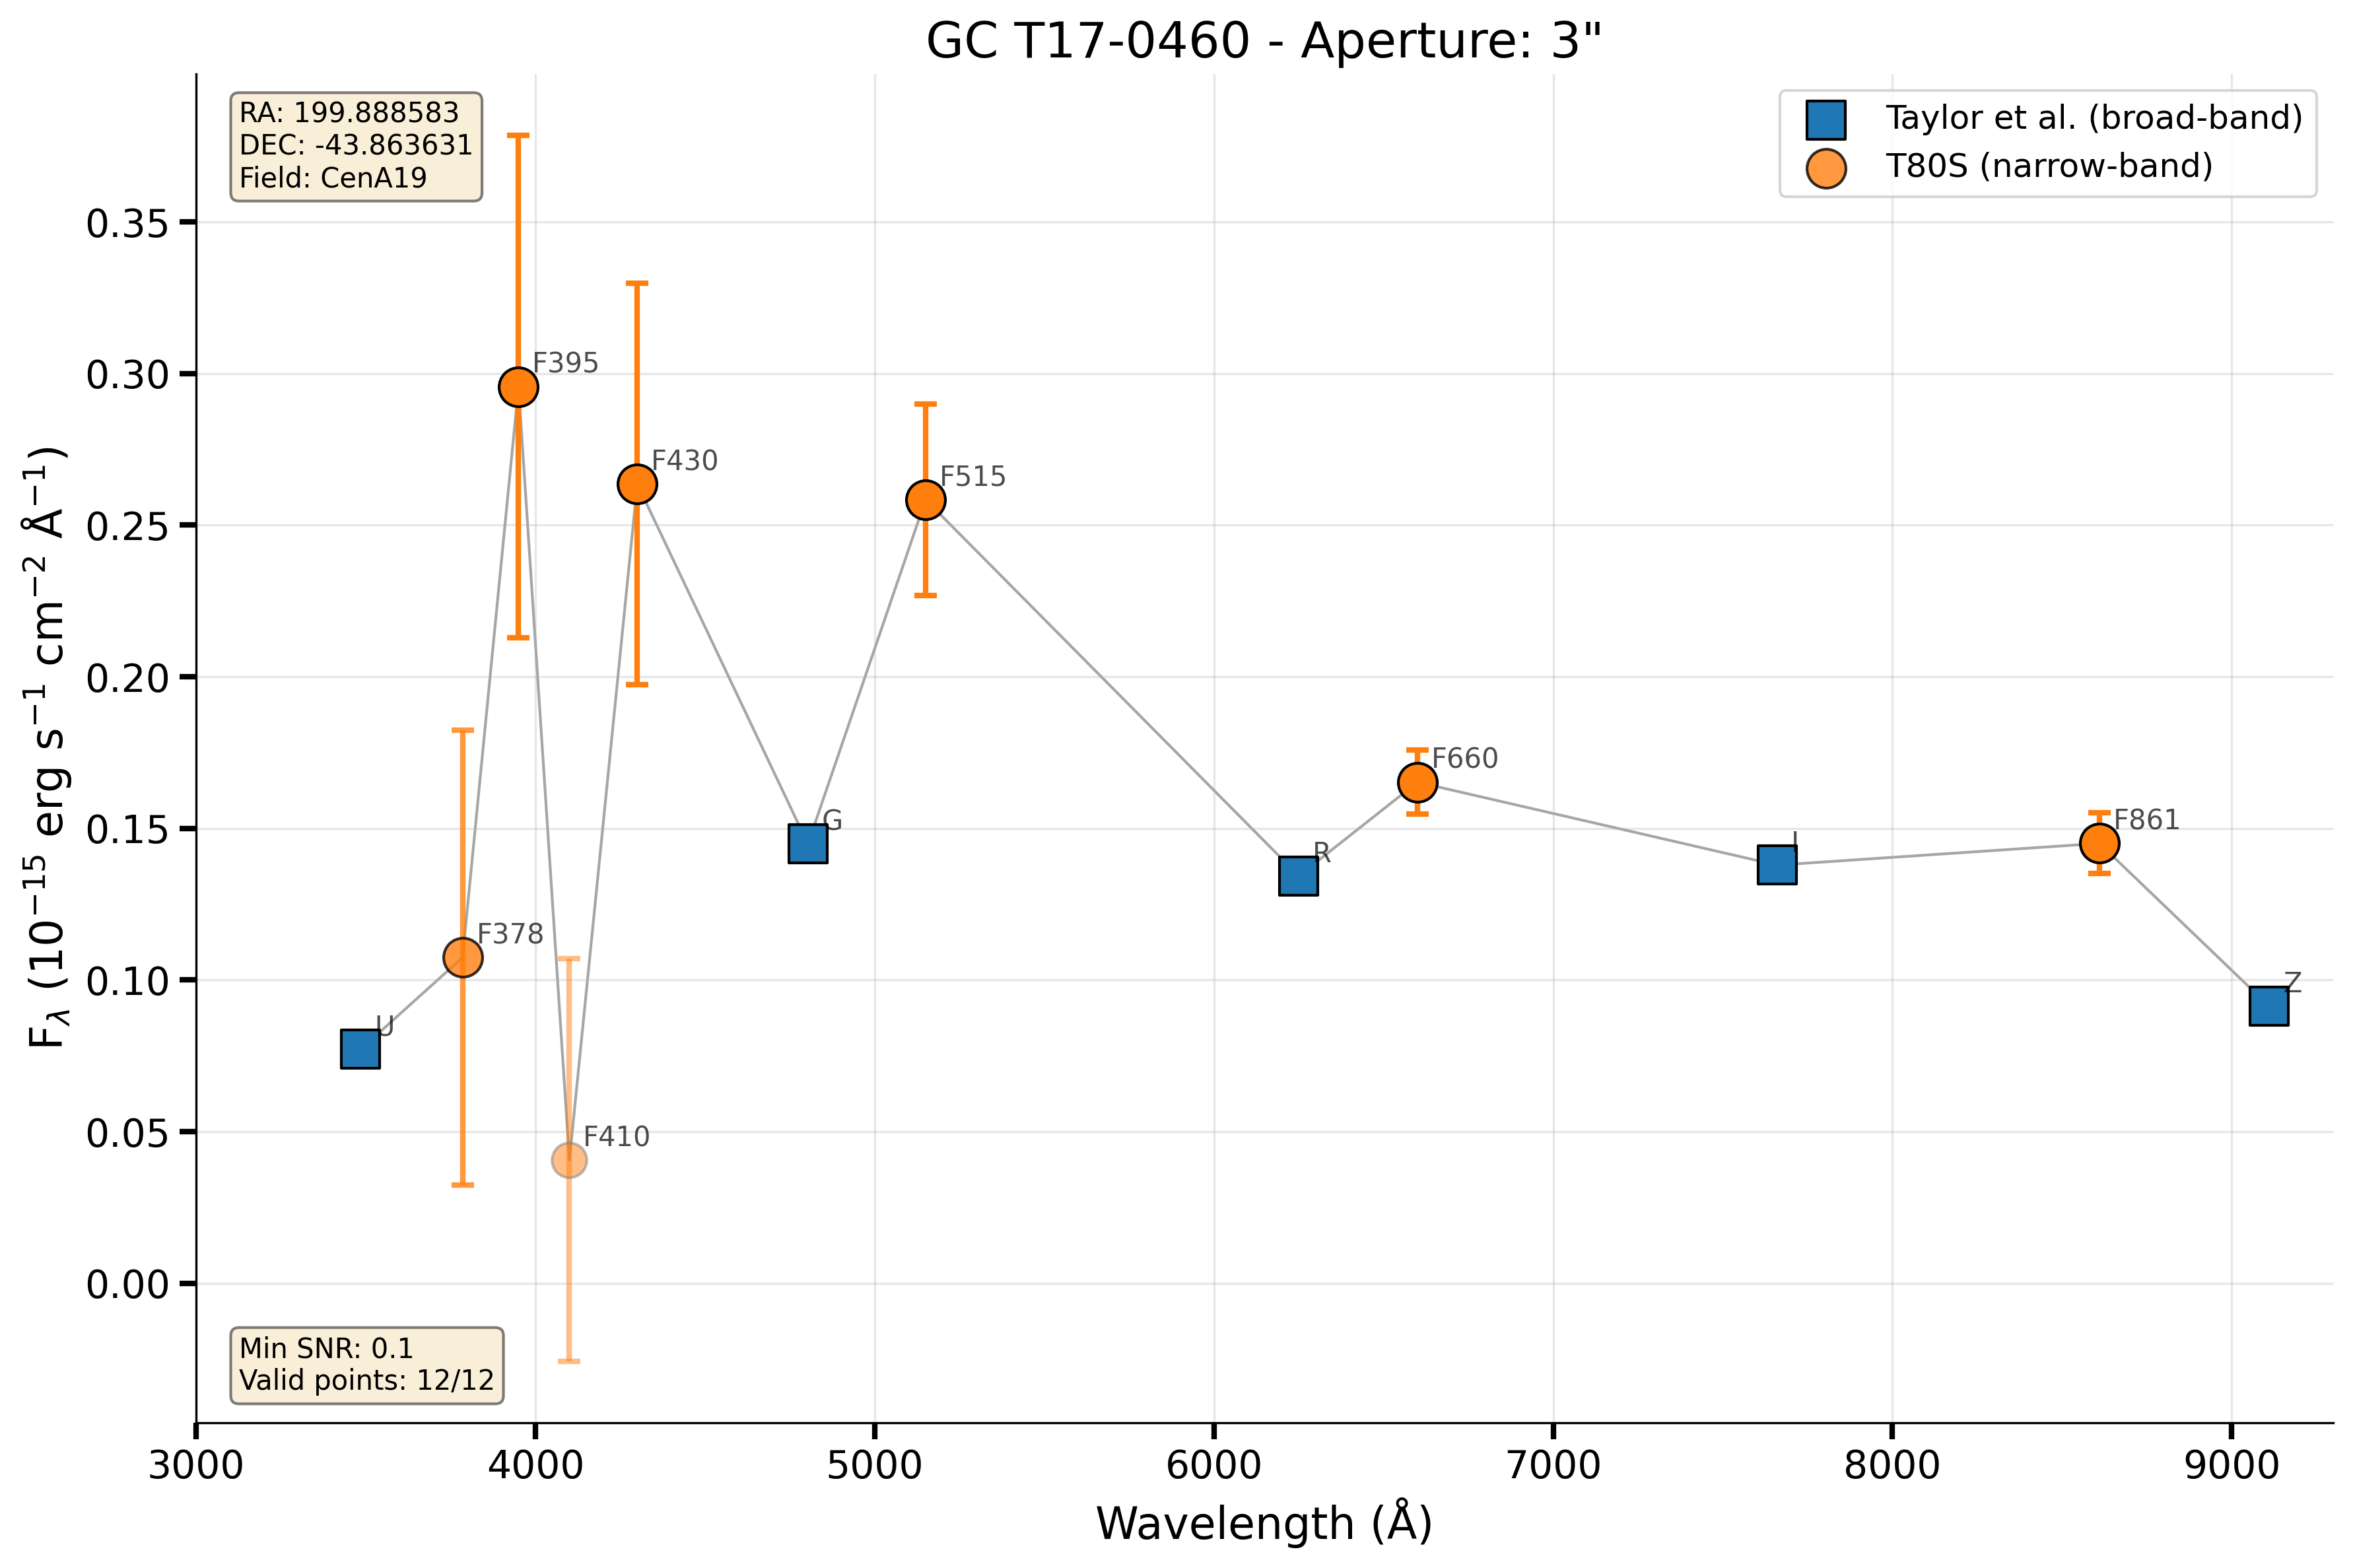 GC T17-0460 - Aperture: 3"
RA: 199.888583
DEC: -43.863631
Field: CenA19
Taylor et al. (broad-band)
T80S (narrow-band)
F395
F430
F515
F660
F861
F378
F410
U
G
R
I
Z
0.35
0.30
0.25
0.20
0.15
0.10
0.05
0.00
Fλ (10⁻¹⁵ erg s⁻¹ cm⁻² Å⁻¹)
Min SNR: 0.1
Valid points: 12/12
3000 4000 5000 6000 7000 8000 9000
Wavelength (Å)